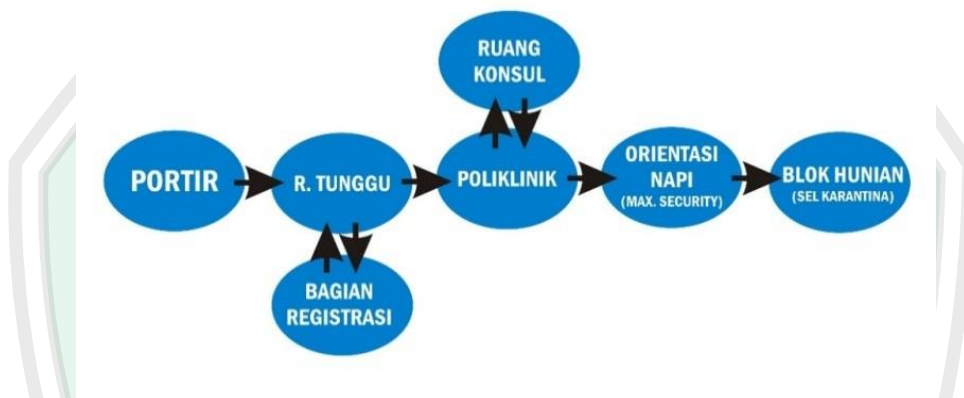 RUANG
KONSUL
PORTIR
R. TUNGGU
POLIKLINIK
ORIENTASI
NAPI
(MAX. SECURITY)
BLOK HUNIAN
(SEL KARANTINA)
BAGIAN
REGISTRASI